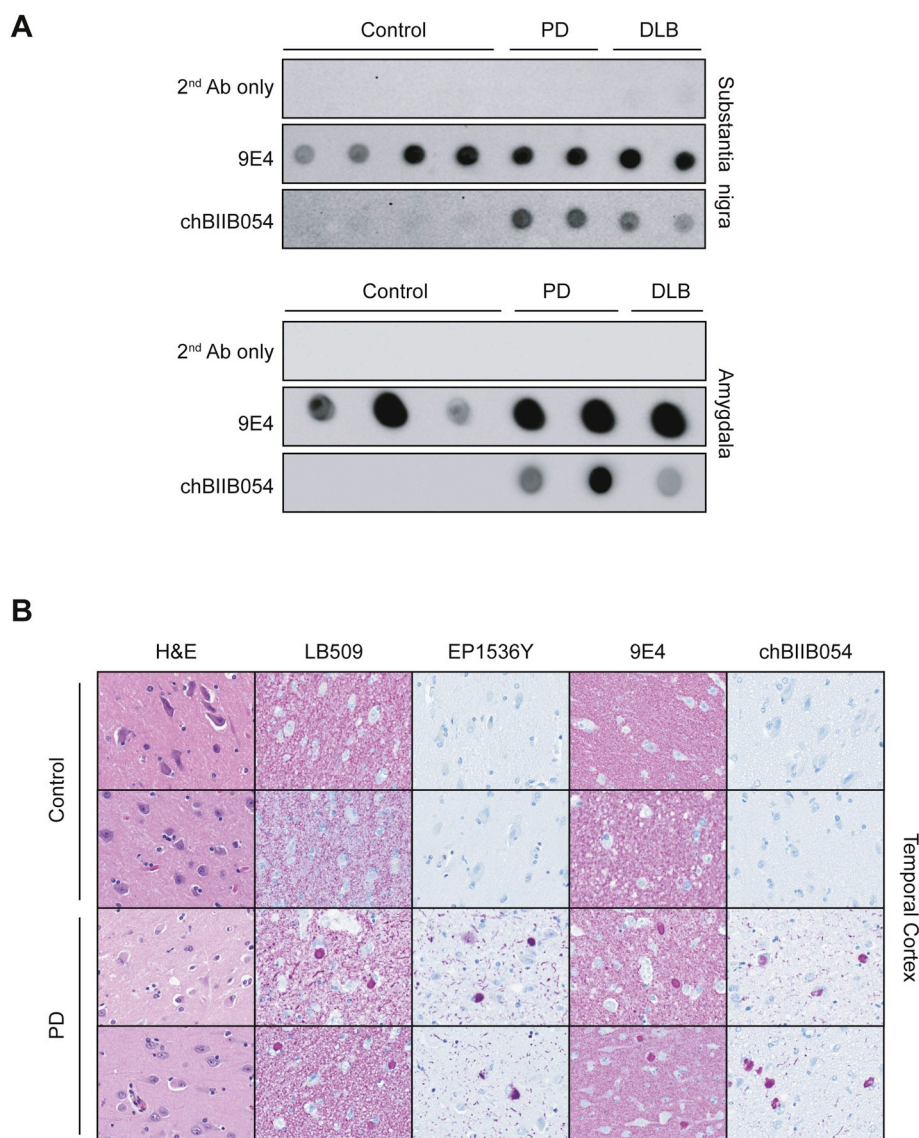 A
Control PD DLB
2nd Ab only
9E4
chBIIB054
Substantia nigra
Control PD DLB
2nd Ab only
9E4
chBIIB054
Amygdala
B
H&E LB509 EP1536Y 9E4 chBIIB054
Control
PD
Temporal Cortex